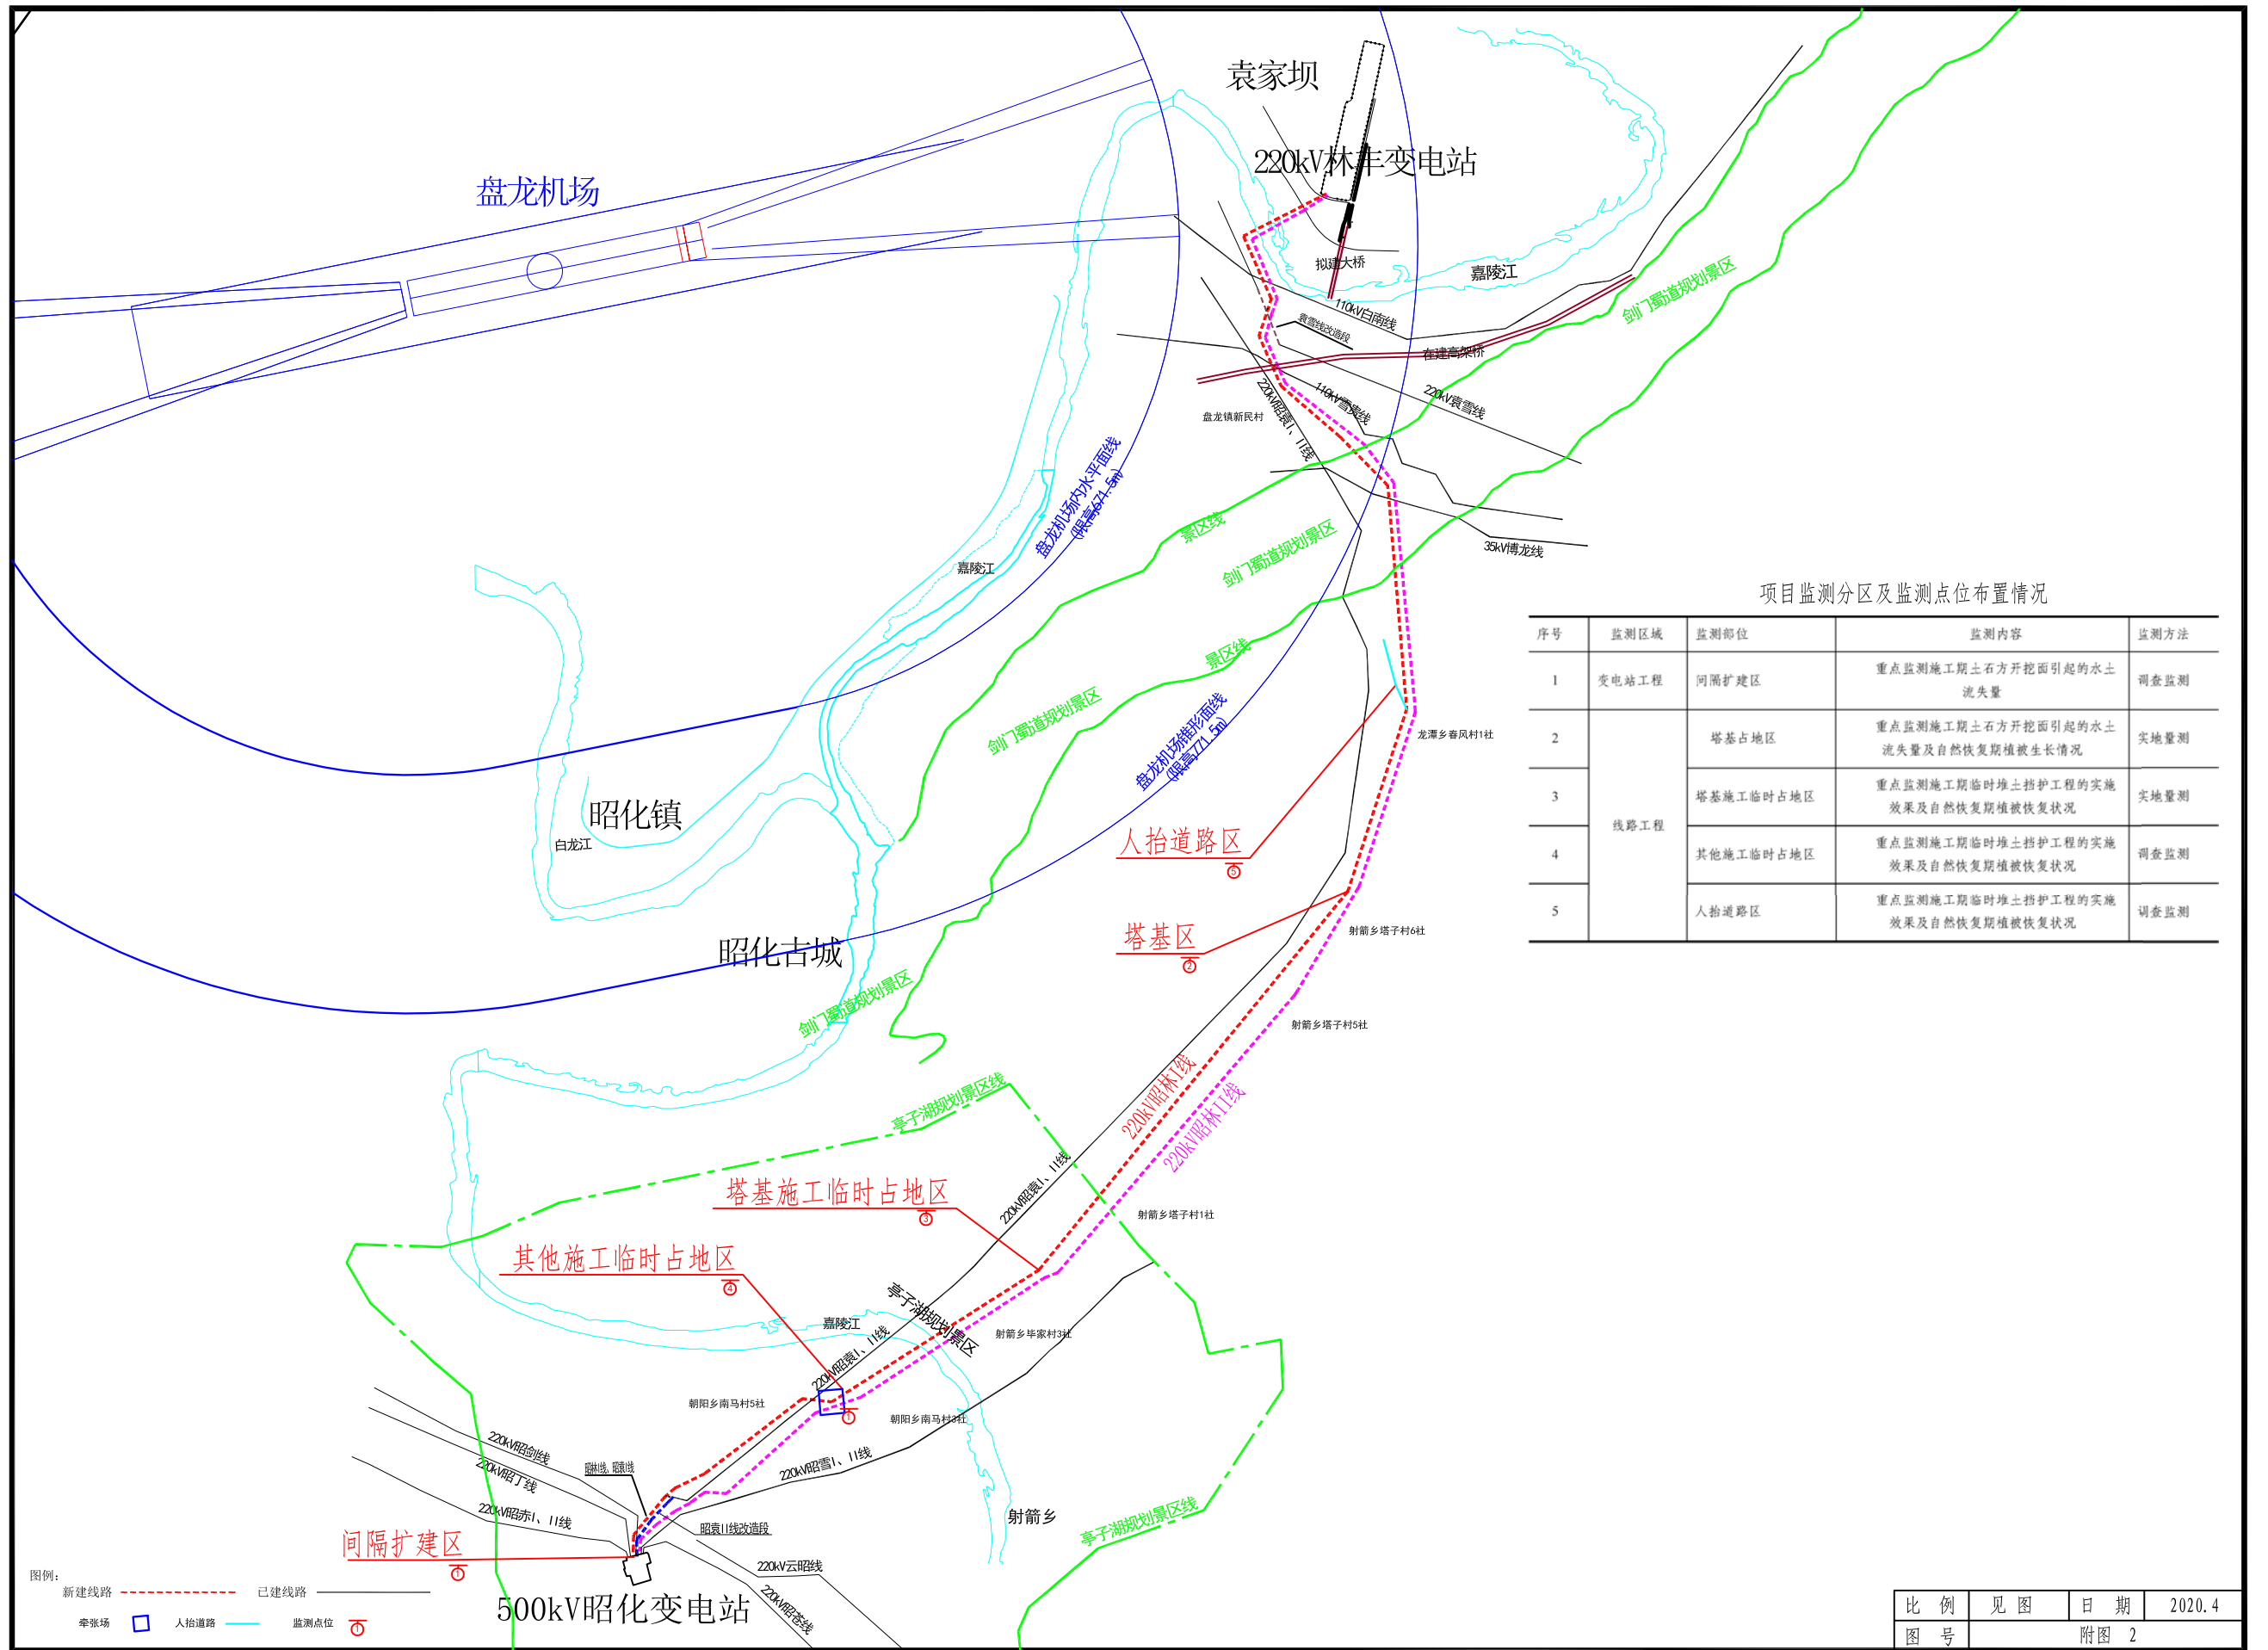 袁家坝
220kV林丰变电站
盘龙机场
拟建大桥
嘉陵江
剑门蜀道规划景区
110kV白南线
袁雪线改造段
在建高架桥
220kV昭袁I、II线
110kV雪宾线
220kV袁雪线
盘龙镇新民村
盘龙机场内水平面线
(限高671.5m)
景区线
剑门蜀道规划景区
35kV博龙线
嘉陵江
项目监测分区及监测点位布置情况
序号 监测区域 监测部位 监测内容 监测方法
1 变电站工程 间隔扩建区 重点监测施工期土石方开挖面引起的水土
流失量 调查监测
2 线路工程 塔基占地区 重点监测施工期土石方开挖面引起的水土
流失量及自然恢复期植被生长情况 实地量测
3 塔基施工临时占地区 重点监测施工期临时堆土挡护工程的实施
效果及自然恢复期植被恢复状况 实地量测
4 其他施工临时占地区 重点监测施工期临时堆土挡护工程的实施
效果及自然恢复期植被恢复状况 调查监测
5 人抬道路区 重点监测施工期临时堆土挡护工程的实施
效果及自然恢复期植被恢复状况 调查监测
景区线
剑门蜀道规划景区
盘龙机场锥形面线
(限高771.5m)
龙潭乡春风村1社
昭化镇
白龙江
人抬道路区
5
塔基区
2
射箭乡塔子村6社
昭化古城
剑门蜀道规划景区
射箭乡塔子村5社
220kV昭林I线
220kV昭林II线
亭子湖规划景区线
220kV昭袁I、II线
塔基施工临时占地区
3
射箭乡塔子村1社
其他施工临时占地区
4
亭子湖规划景区
嘉陵江
射箭乡毕家村3社
220kV昭袁I、II线
朝阳乡南马村5社
1
朝阳乡南马村3社
220kV昭剑线
220kV昭丁线
220kV昭雪I、II线
220kV昭赤I、II线
昭袁II线改造段
射箭乡
亭子湖规划景区线
间隔扩建区
1
220kV云昭线
220kV昭苍线
500kV昭化变电站
图例:
新建线路 已建线路
牵张场 人抬道路 监测点位 1
比 例 见 图 日 期 2020.4
图 号 附图 2